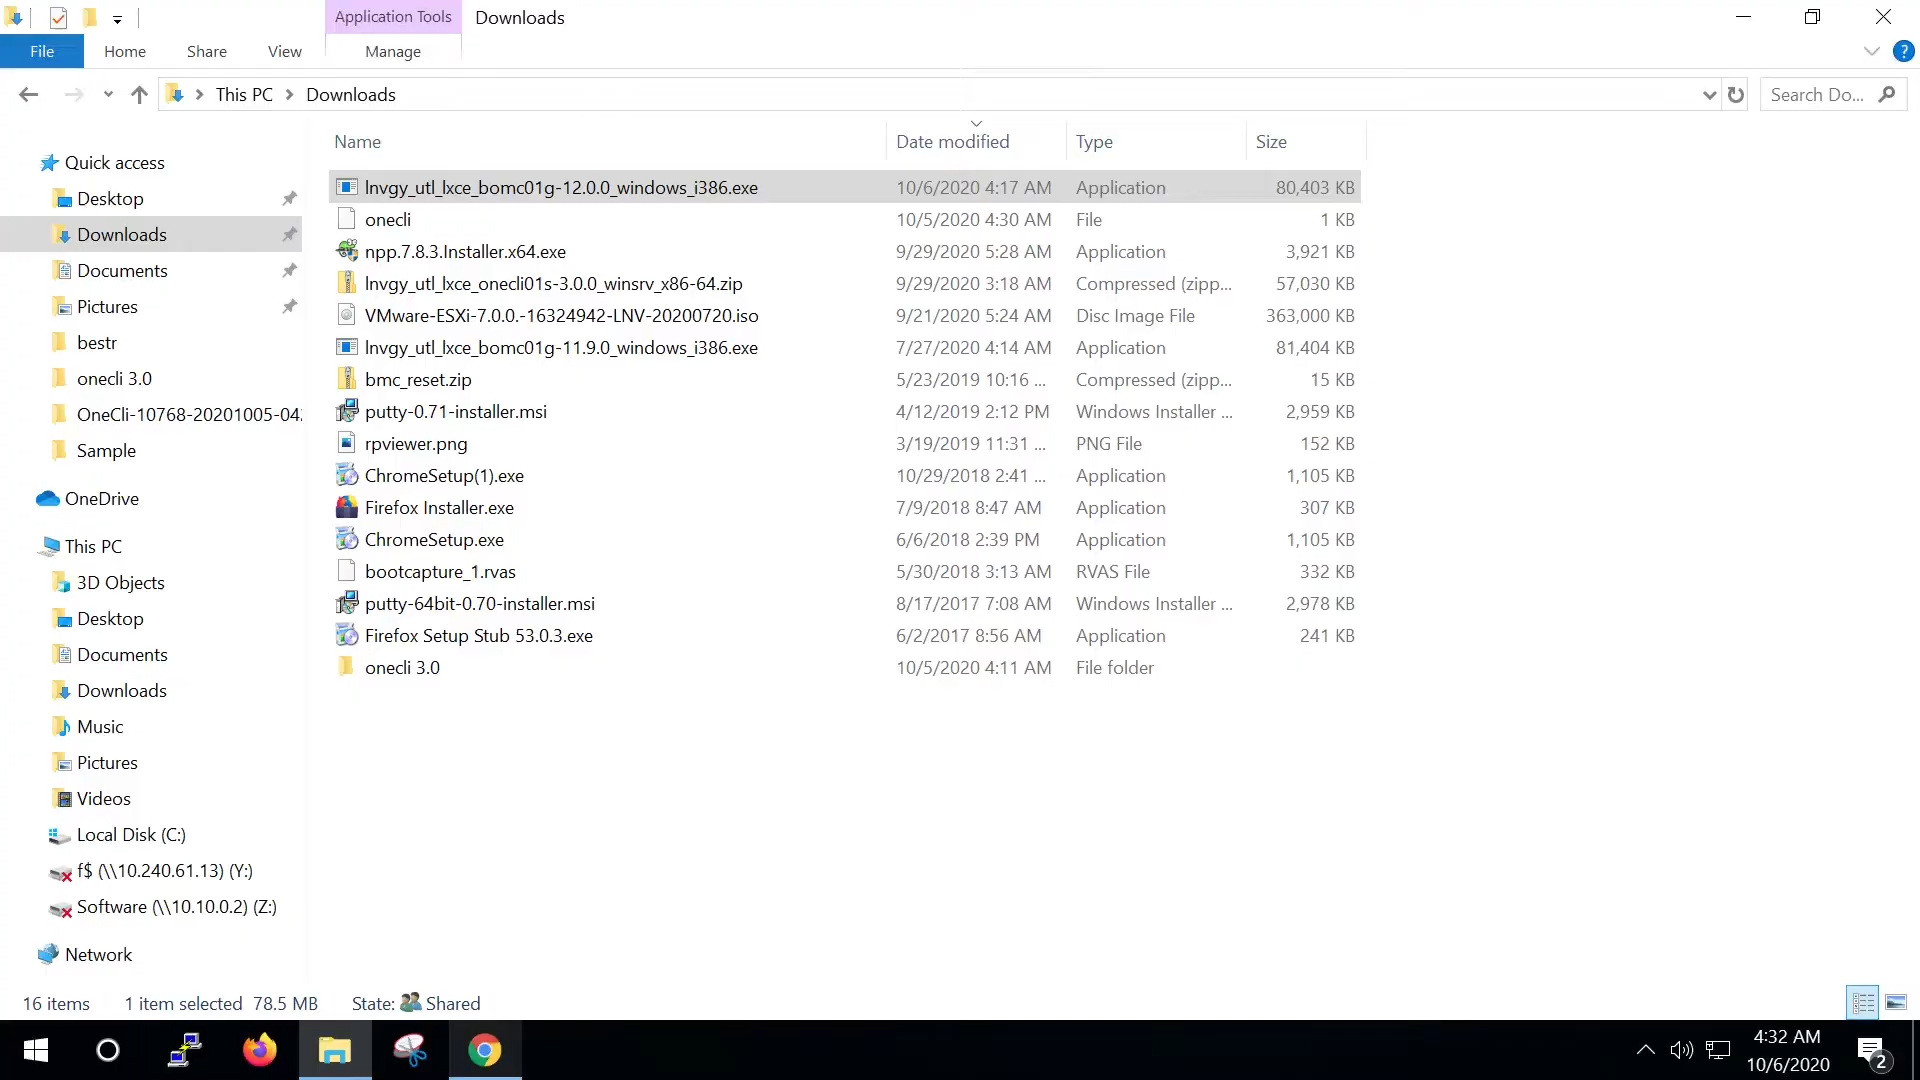 Application Tools Downloads
File Home Share View Manage ?
This PC Downloads Search Do...
Name Date modified Type Size
Quick access
Desktop
Downloads
Documents
Pictures
bestr
onecli 3.0
OneCli-10768-20201005-04
Sample
OneDrive
This PC
3D Objects
Desktop
Documents
Downloads
Music
Pictures
Videos
Local Disk (C:)
f$ (\\10.240.61.13) (Y:)
Software (\\10.10.0.2) (Z:)
Network
lnvgy_utl_lxce_bomc01g-12.0.0_windows_i386.exe 10/6/2020 4:17 AM Application 80,403 KB
onecli 10/5/2020 4:30 AM File 1 KB
npp.7.8.3.Installer.x64.exe 9/29/2020 5:28 AM Application 3,921 KB
lnvgy_utl_lxce_onecli01s-3.0.0_winsrv_x86-64.zip 9/29/2020 3:18 AM Compressed (zipp... 57,030 KB
VMware-ESXi-7.0.0.-16324942-LNV-20200720.iso 9/21/2020 5:24 AM Disc Image File 363,000 KB
lnvgy_utl_lxce_bomc01g-11.9.0_windows_i386.exe 7/27/2020 4:14 AM Application 81,404 KB
bmc_reset.zip 5/23/2019 10:16 ... Compressed (zipp... 15 KB
putty-0.71-installer.msi 4/12/2019 2:12 PM Windows Installer ... 2,959 KB
rpviewer.png 3/19/2019 11:31 ... PNG File 152 KB
ChromeSetup(1).exe 10/29/2018 2:41 ... Application 1,105 KB
Firefox Installer.exe 7/9/2018 8:47 AM Application 307 KB
ChromeSetup.exe 6/6/2018 2:39 PM Application 1,105 KB
bootcapture_1.rvas 5/30/2018 3:13 AM RVAS File 332 KB
putty-64bit-0.70-installer.msi 8/17/2017 7:08 AM Windows Installer ... 2,978 KB
Firefox Setup Stub 53.0.3.exe 6/2/2017 8:56 AM Application 241 KB
onecli 3.0 10/5/2020 4:11 AM File folder
16 items 1 item selected 78.5 MB State: Shared
4:32 AM
10/6/2020
2